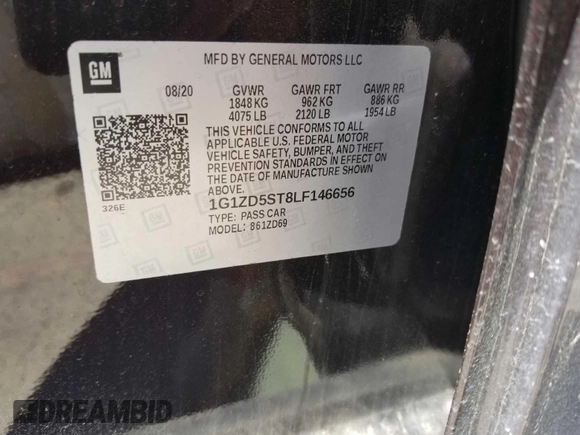 GM
MFD BY GENERAL MOTORS LLC
08/20 GVWR GAWR FRT GAWR RR
1848 KG 962 KG 886 KG
4075 LB 2120 LB 1954 LB
THIS VEHICLE CONFORMS TO ALL
APPLICABLE U.S. FEDERAL MOTOR
VEHICLE SAFETY, BUMPER, AND THEFT
PREVENTION STANDARDS IN EFFECT ON
THE DATE OF MANUFACTURE SHOWN
ABOVE.
326E
1G1ZD5ST8LF146656
TYPE: PASS CAR
MODEL: 861ZD69
DREAMBID